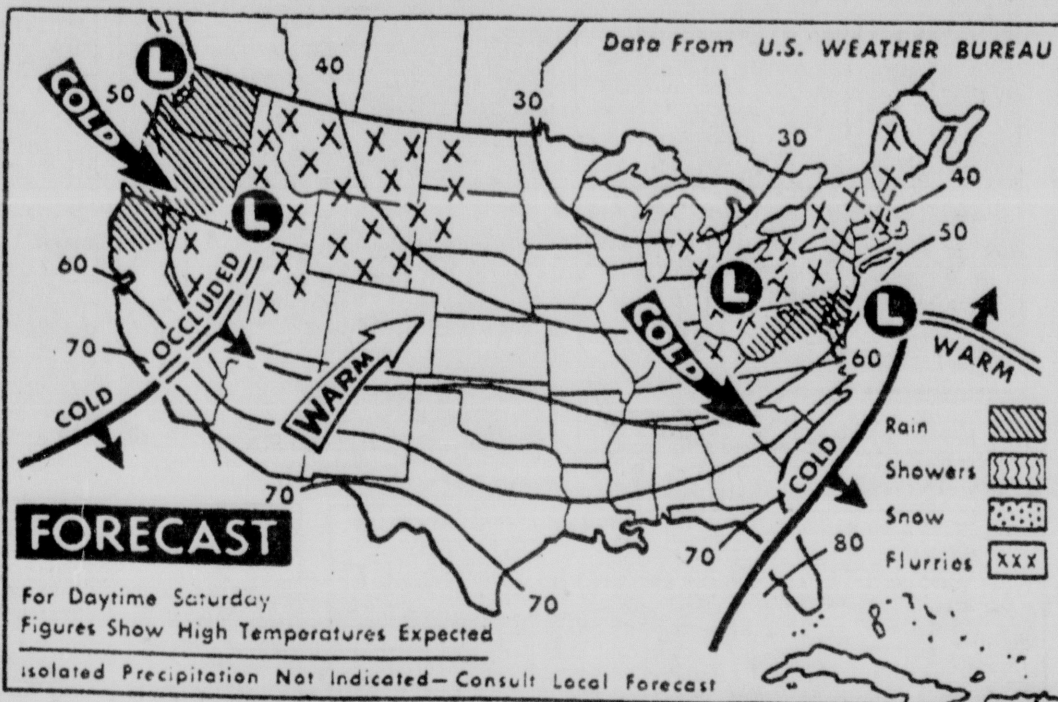 Data From U.S. WEATHER BUREAU
L
COLD
50
40
30
30
40
50
L
60
OCCLUDED
L
L
COLD
WARM
WARM
60
70
COLD
70
COLD
70
80
70
Rain
Showers
Snow
Flurries XXX
FORECAST
For Daytime Saturday
Figures Show High Temperatures Expected
Isolated Precipitation Not Indicated—Consult Local Forecast